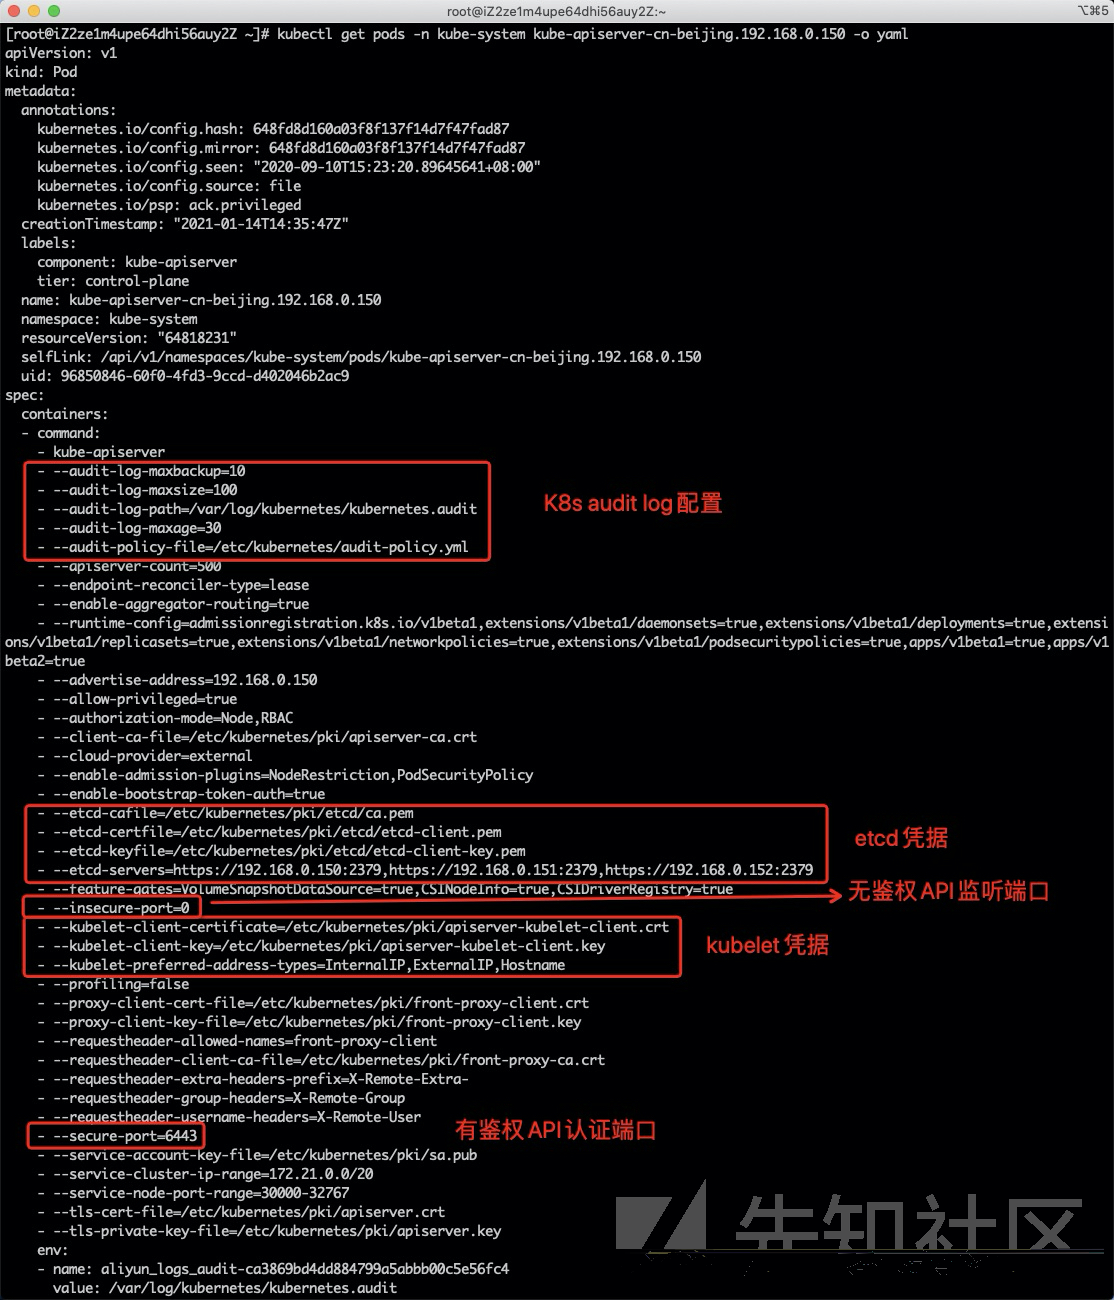 root@iZ2ze1m4upe64dhi56auy2Z:~
⌥⌘5
[root@iZ2ze1m4upe64dhi56auy2Z ~]# kubectl get pods -n kube-system kube-apiserver-cn-beijing.192.168.0.150 -o yaml
apiVersion: v1
kind: Pod
metadata:
  annotations:
    kubernetes.io/config.hash: 648fd8d160a03f8f137f14d7f47fad87
    kubernetes.io/config.mirror: 648fd8d160a03f8f137f14d7f47fad87
    kubernetes.io/config.seen: "2020-09-10T15:23:20.89645641+08:00"
    kubernetes.io/config.source: file
    kubernetes.io/psp: ack.privileged
  creationTimestamp: "2021-01-14T14:35:47Z"
  labels:
    component: kube-apiserver
    tier: control-plane
  name: kube-apiserver-cn-beijing.192.168.0.150
  namespace: kube-system
  resourceVersion: "64818231"
  selfLink: /api/v1/namespaces/kube-system/pods/kube-apiserver-cn-beijing.192.168.0.150
  uid: 96850846-60f0-4fd3-9ccd-d402046b2ac9
spec:
  containers:
  - command:
    - kube-apiserver
    - --audit-log-maxbackup=10
    - --audit-log-maxsize=100
    - --audit-log-path=/var/log/kubernetes/kubernetes.audit
    - --audit-log-maxage=30
    - --audit-policy-file=/etc/kubernetes/audit-policy.yml
K8s audit log配置
    - --apiserver-count=500
    - --endpoint-reconciler-type=lease
    - --enable-aggregator-routing=true
    - --runtime-config=admissionregistration.k8s.io/v1beta1,extensions/v1beta1/daemonsets=true,extensions/v1beta1/deployments=true,extensi
ons/v1beta1/replicasets=true,extensions/v1beta1/networkpolicies=true,extensions/v1beta1/podsecuritypolicies=true,apps/v1beta1=true,apps/v1
beta2=true
    - --advertise-address=192.168.0.150
    - --allow-privileged=true
    - --authorization-mode=Node,RBAC
    - --client-ca-file=/etc/kubernetes/pki/apiserver-ca.crt
    - --cloud-provider=external
    - --enable-admission-plugins=NodeRestriction,PodSecurityPolicy
    - --enable-bootstrap-token-auth=true
    - --etcd-cafile=/etc/kubernetes/pki/etcd/ca.pem
    - --etcd-certfile=/etc/kubernetes/pki/etcd/etcd-client.pem
    - --etcd-keyfile=/etc/kubernetes/pki/etcd/etcd-client-key.pem
    - --etcd-servers=https://192.168.0.150:2379,https://192.168.0.151:2379,https://192.168.0.152:2379
etcd凭据
    - --feature-gates=VolumeSnapshotDataSource=true,CSINodeInfo=true,CSIDriverRegistry=true
    - --insecure-port=0
无鉴权API监听端口
    - --kubelet-client-certificate=/etc/kubernetes/pki/apiserver-kubelet-client.crt
    - --kubelet-client-key=/etc/kubernetes/pki/apiserver-kubelet-client.key
    - --kubelet-preferred-address-types=InternalIP,ExternalIP,Hostname
kubelet凭据
    - --profiling=false
    - --proxy-client-cert-file=/etc/kubernetes/pki/front-proxy-client.crt
    - --proxy-client-key-file=/etc/kubernetes/pki/front-proxy-client.key
    - --requestheader-allowed-names=front-proxy-client
    - --requestheader-client-ca-file=/etc/kubernetes/pki/front-proxy-ca.crt
    - --requestheader-extra-headers-prefix=X-Remote-Extra-
    - --requestheader-group-headers=X-Remote-Group
    - --requestheader-username-headers=X-Remote-User
    - --secure-port=6443
有鉴权API认证端口
    - --service-account-key-file=/etc/kubernetes/pki/sa.pub
    - --service-cluster-ip-range=172.21.0.0/20
    - --service-node-port-range=30000-32767
    - --tls-cert-file=/etc/kubernetes/pki/apiserver.crt
    - --tls-private-key-file=/etc/kubernetes/pki/apiserver.key
    env:
    - name: aliyun_logs_audit-ca3869bd4dd884799a5abbb00c5e56fc4
      value: /var/log/kubernetes/kubernetes.audit
先知社区